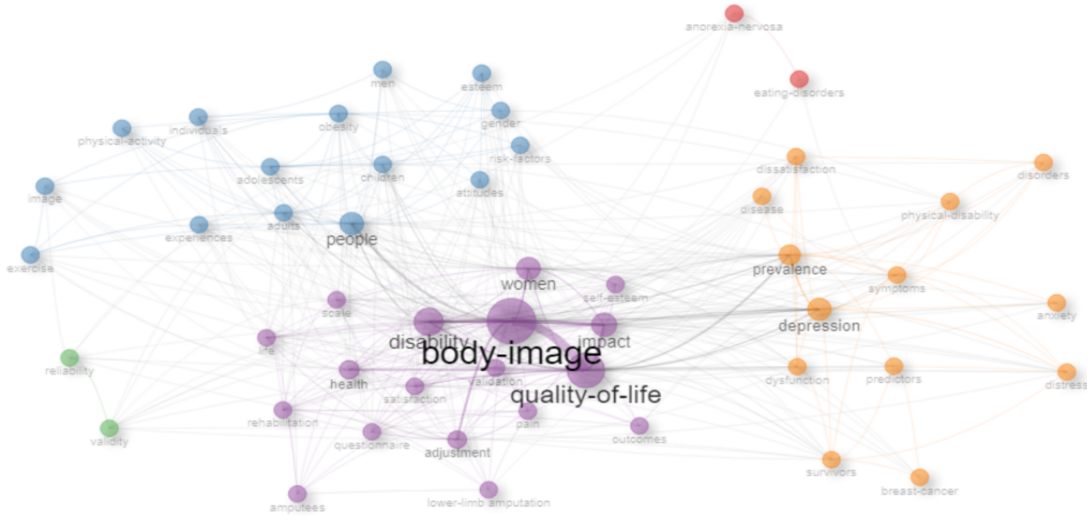 anorexia-nervosa
men
esteem
eating-disorders
gender
individuals
obesity
physical-activity
risk-factors
dissatisfaction
disorders
adolescents
children
attitudes
image
disease
physical-disability
experiences
adults
people
exercise
prevalence
women
symptoms
self-esteem
scale
anxiety
depression
disability
impact
life
body-image
reliability
health
validation
dysfunction
predictors
distress
satisfaction
quality-of-life
rehabilitation
pain
validity
questionnaire
outcomes
adjustment
survivors
breast-cancer
amputees
lower-limb amputation